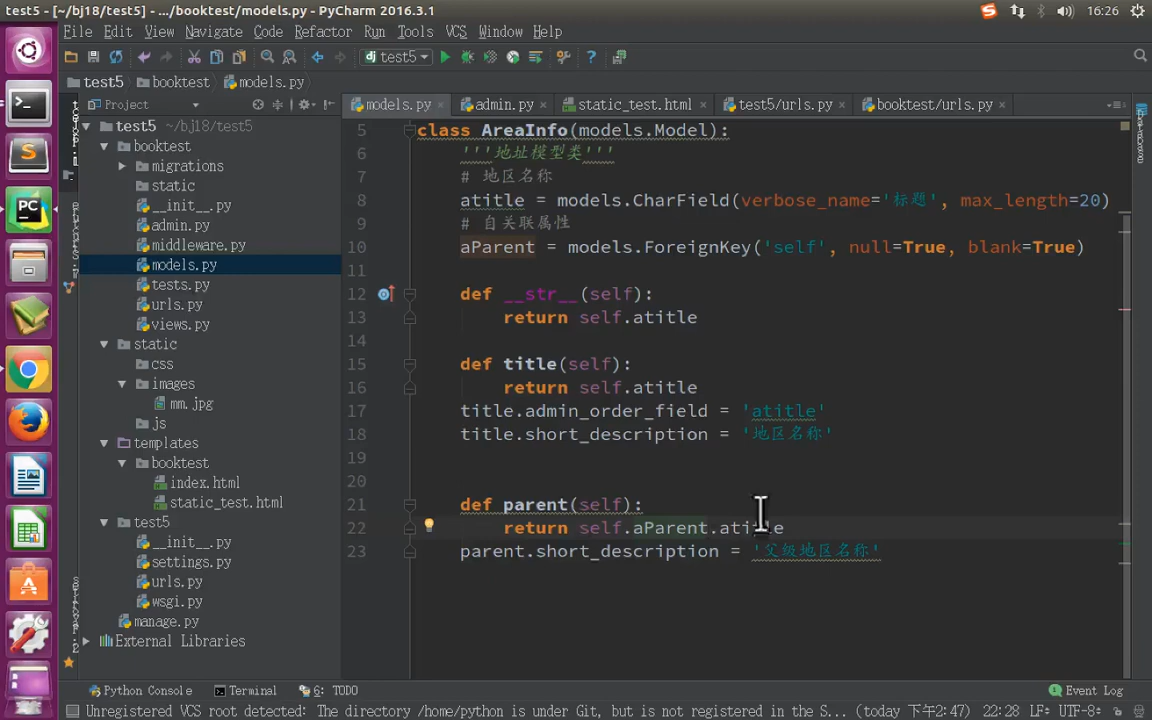 test5 - [~/bj18/test5] - .../booktest/models.py - PyCharm 2016.3.1
16:26
File Edit View Navigate Code Refactor Run Tools VCS Window Help
dj test5
test5 booktest models.py
Project
models.py admin.py static_test.html test5/urls.py booktest/urls.py
test5 ~/bj18/test5
booktest
migrations
static
__init__.py
admin.py
middleware.py
models.py
tests.py
urls.py
views.py
static
css
images
mm.jpg
js
templates
booktest
index.html
static_test.html
test5
__init__.py
settings.py
urls.py
wsgi.py
manage.py
External Libraries
5 class AreaInfo(models.Model):
6 '''地址模型类'''
7 # 地区名称
8 atitle = models.CharField(verbose_name='标题', max_length=20)
9 # 自关联属性
10 aParent = models.ForeignKey('self', null=True, blank=True)
11
12 def __str__(self):
13 return self.atitle
14
15 def title(self):
16 return self.atitle
17 title.admin_order_field = 'atitle'
18 title.short_description = '地区名称'
19
20
21 def parent(self):
22 return self.aParent.atitle
23 parent.short_description = '父级地区名称'
Python Console Terminal 6: TODO Event Log
Unregistered VCS root detected: The directory /home/python is under Git, but is not registered in the S... (today 下午2:47) 22:28 LF÷ UTF-8÷